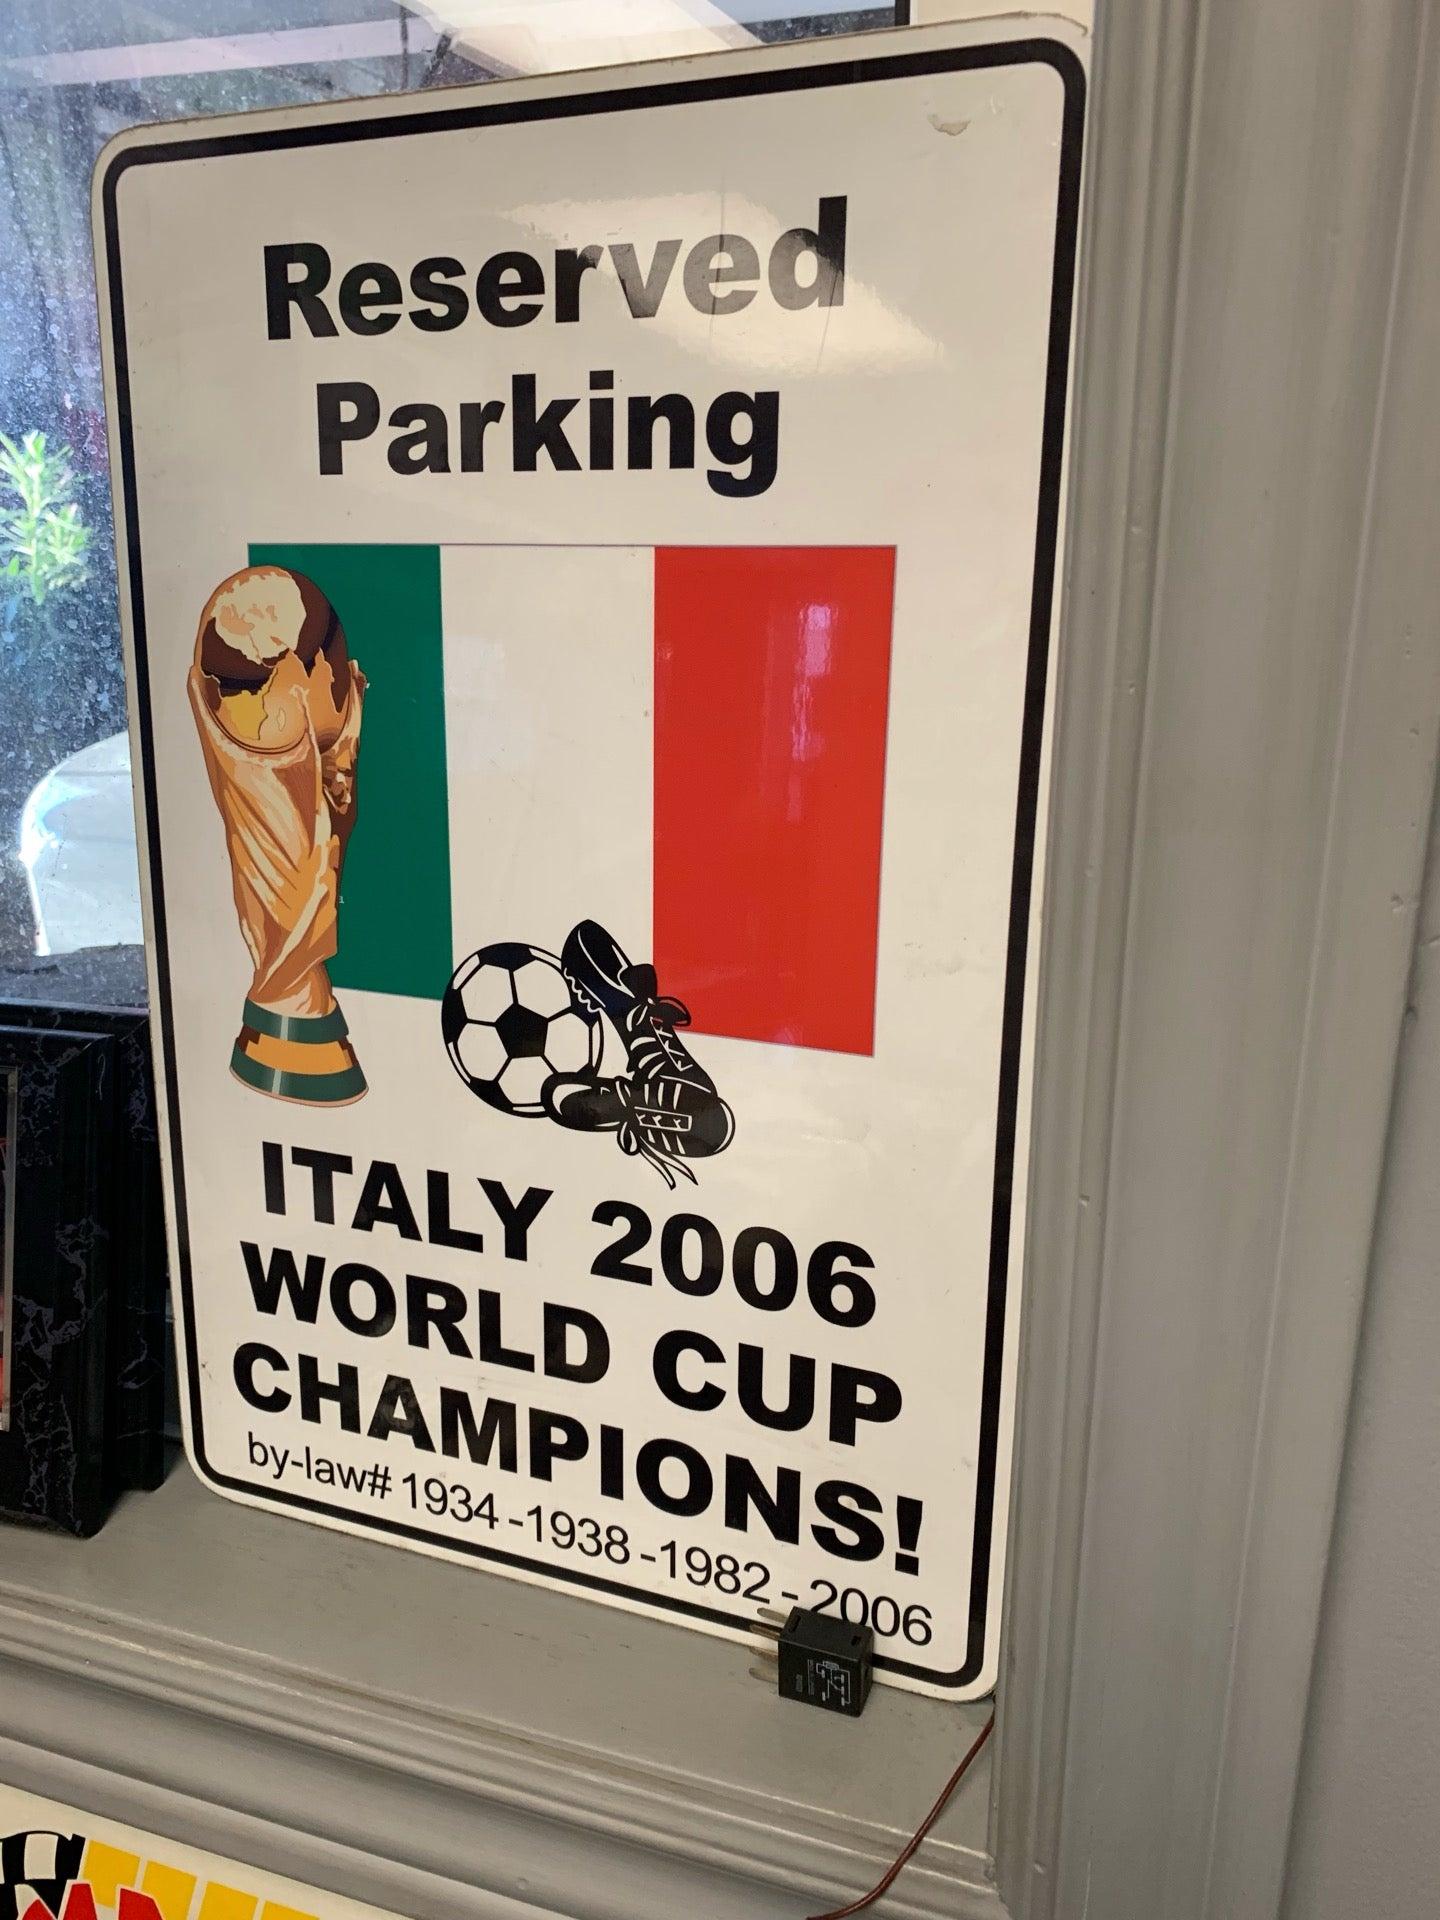 Reserved
Parking
ITALY 2006
WORLD CUP
CHAMPIONS!
by-law# 1934-1938-1982-2006